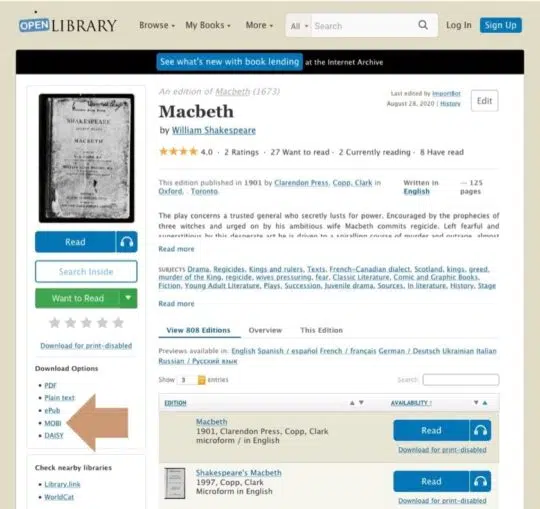 OPEN LIBRARY
Browse My Books More All Search Log In Sign Up
See what's new with book lending at the Internet Archive
An edition of Macbeth (1673)
Last edited by ImportBot
August 28, 2020 | History
Edit
Macbeth
by William Shakespeare
4.0 · 2 Ratings · 27 Want to read · 2 Currently reading · 8 Have read
This edition published in 1901 by Clarendon Press, Copp, Clark in
Oxford, . Toronto.
Written in
English
— 125
pages
The play concerns a trusted general who secretly lusts for power. Encouraged by the prophecies of
three witches and urged on by his ambitious wife Macbeth commits regicide. Left fearful and
superstitious by this desperate act he is driven to a spiralling course of murder and outrage, almost
Read more
SUBJECTS Drama, Regicides, Kings and rulers, Texts, French-Canadian dialect, Scotland, kings, greed,
murder of the King, regicide, wives pressuring, fear, Classic Literature, Comic and Graphic Books,
Fiction, Young Adult Literature, Plays, Succession, Juvenile drama, Sources, In literature, History, Stage
Read more
SHAKESPEARE
MACBETH
Read
Search Inside
Want to Read
Download for print-disabled
Download Options
PDF
Plain text
ePub
MOBI
DAISY
Check nearby libraries
Library.link
WorldCat
View 808 Editions Overview This Edition
Previews available in: English Spanish / español French / français German / Deutsch Ukrainian Italian
Russian / Русский язык
Show 3 entries
Search:
EDITION AVAILABILITY
Macbeth
1901, Clarendon Press, Copp, Clark
microform / in English
Read
Download for print-disabled
Shakespeare's Macbeth
1997, Copp, Clark
Microform in English
Read
Download for print-disabled